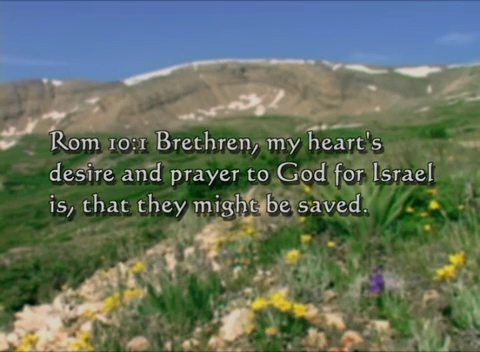 Rom 10:1 Brethren, my heart's
desire and prayer to God for Israel
is, that they might be saved.